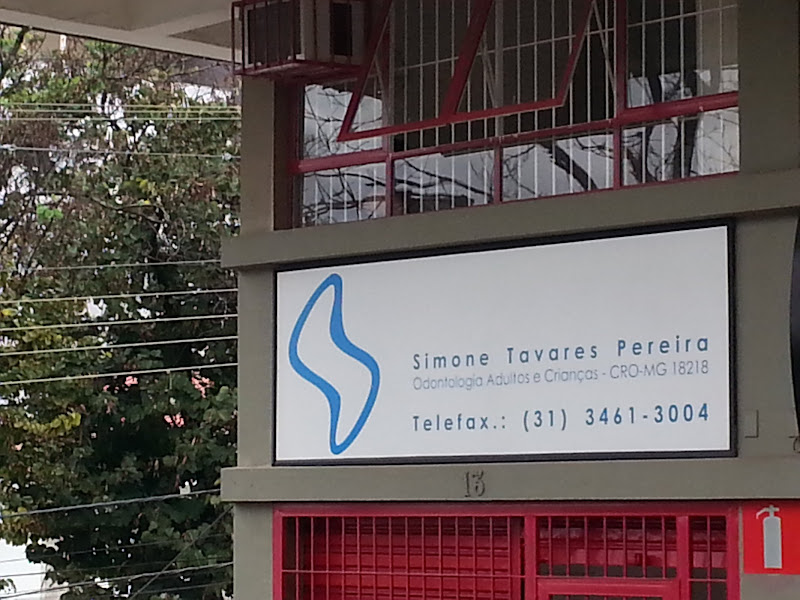 Simone Tavares Pereira
Odontologia Adultos e Crianças - CRO-MG 18218
Telefax.: (31) 3461-3004
13